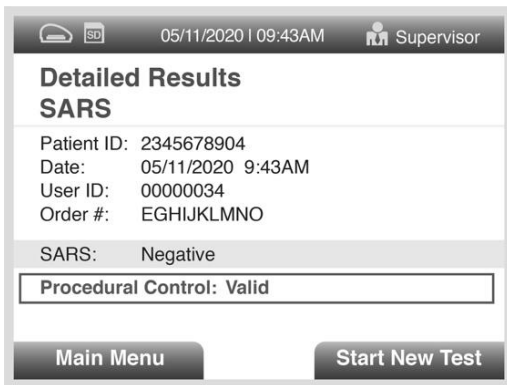 SD 05/11/2020 I 09:43AM Supervisor
Detailed Results
SARS
Patient ID: 2345678904
Date: 05/11/2020 9:43AM
User ID: 00000034
Order #: EGHIJKLMNO
SARS: Negative
Procedural Control: Valid
Main Menu Start New Test